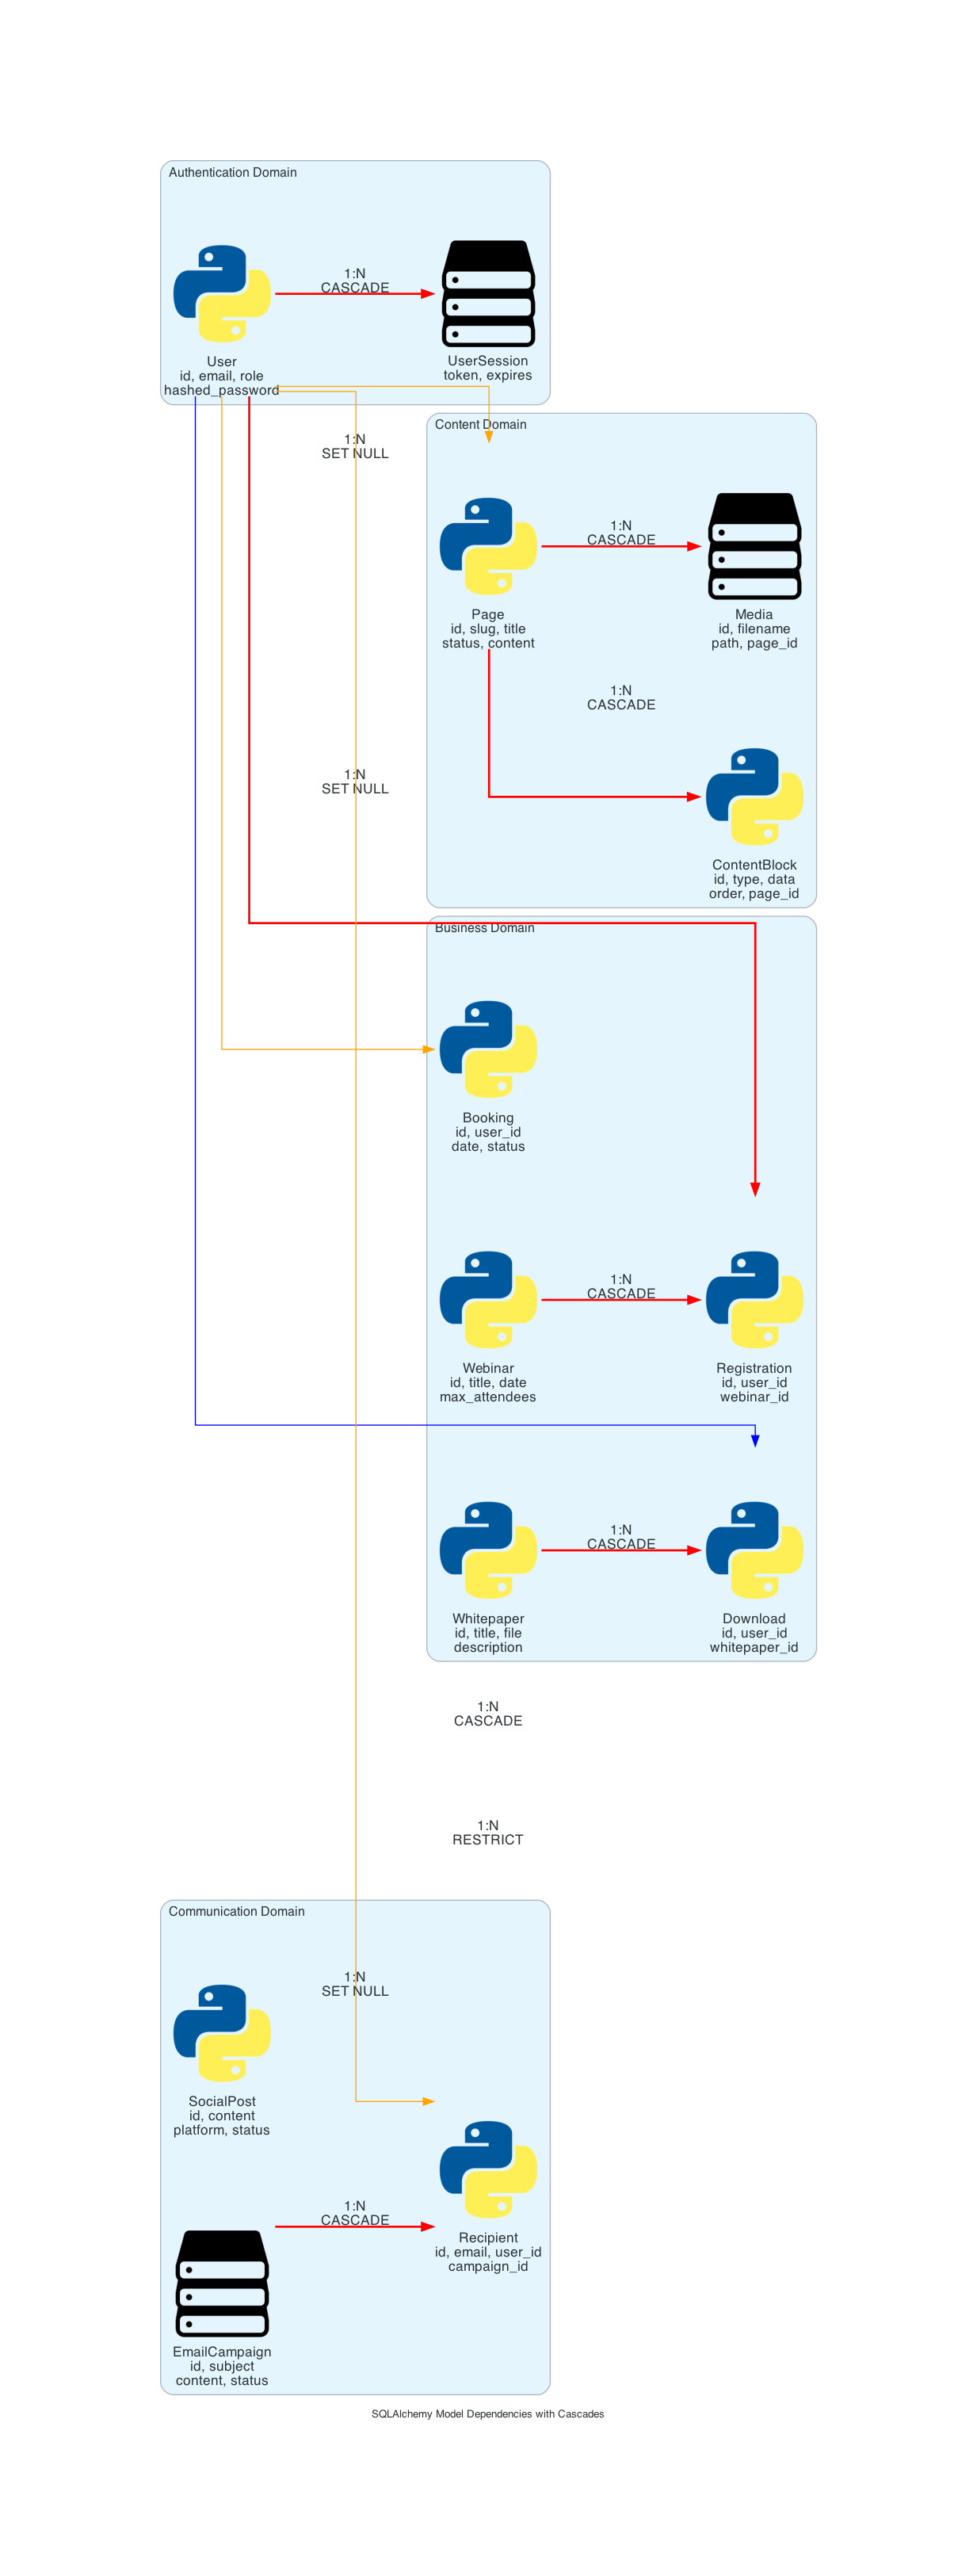 Authentication Domain
1:N
CASCADE
User
id, email, role
hashed_password
UserSession
token, expires
1:N
SET NULL
Content Domain
1:N
CASCADE
Page
id, slug, title
status, content
Media
id, filename
path, page_id
1:N
CASCADE
1:N
SET NULL
ContentBlock
id, type, data
order, page_id
Business Domain
Booking
id, user_id
date, status
1:N
CASCADE
Webinar
id, title, date
max_attendees
Registration
id, user_id
webinar_id
1:N
CASCADE
Whitepaper
id, title, file
description
Download
id, user_id
whitepaper_id
1:N
CASCADE
1:N
RESTRICT
Communication Domain
1:N
SET NULL
SocialPost
id, content
platform, status
1:N
CASCADE
Recipient
id, email, user_id
campaign_id
EmailCampaign
id, subject
content, status
SQLAlchemy Model Dependencies with Cascades